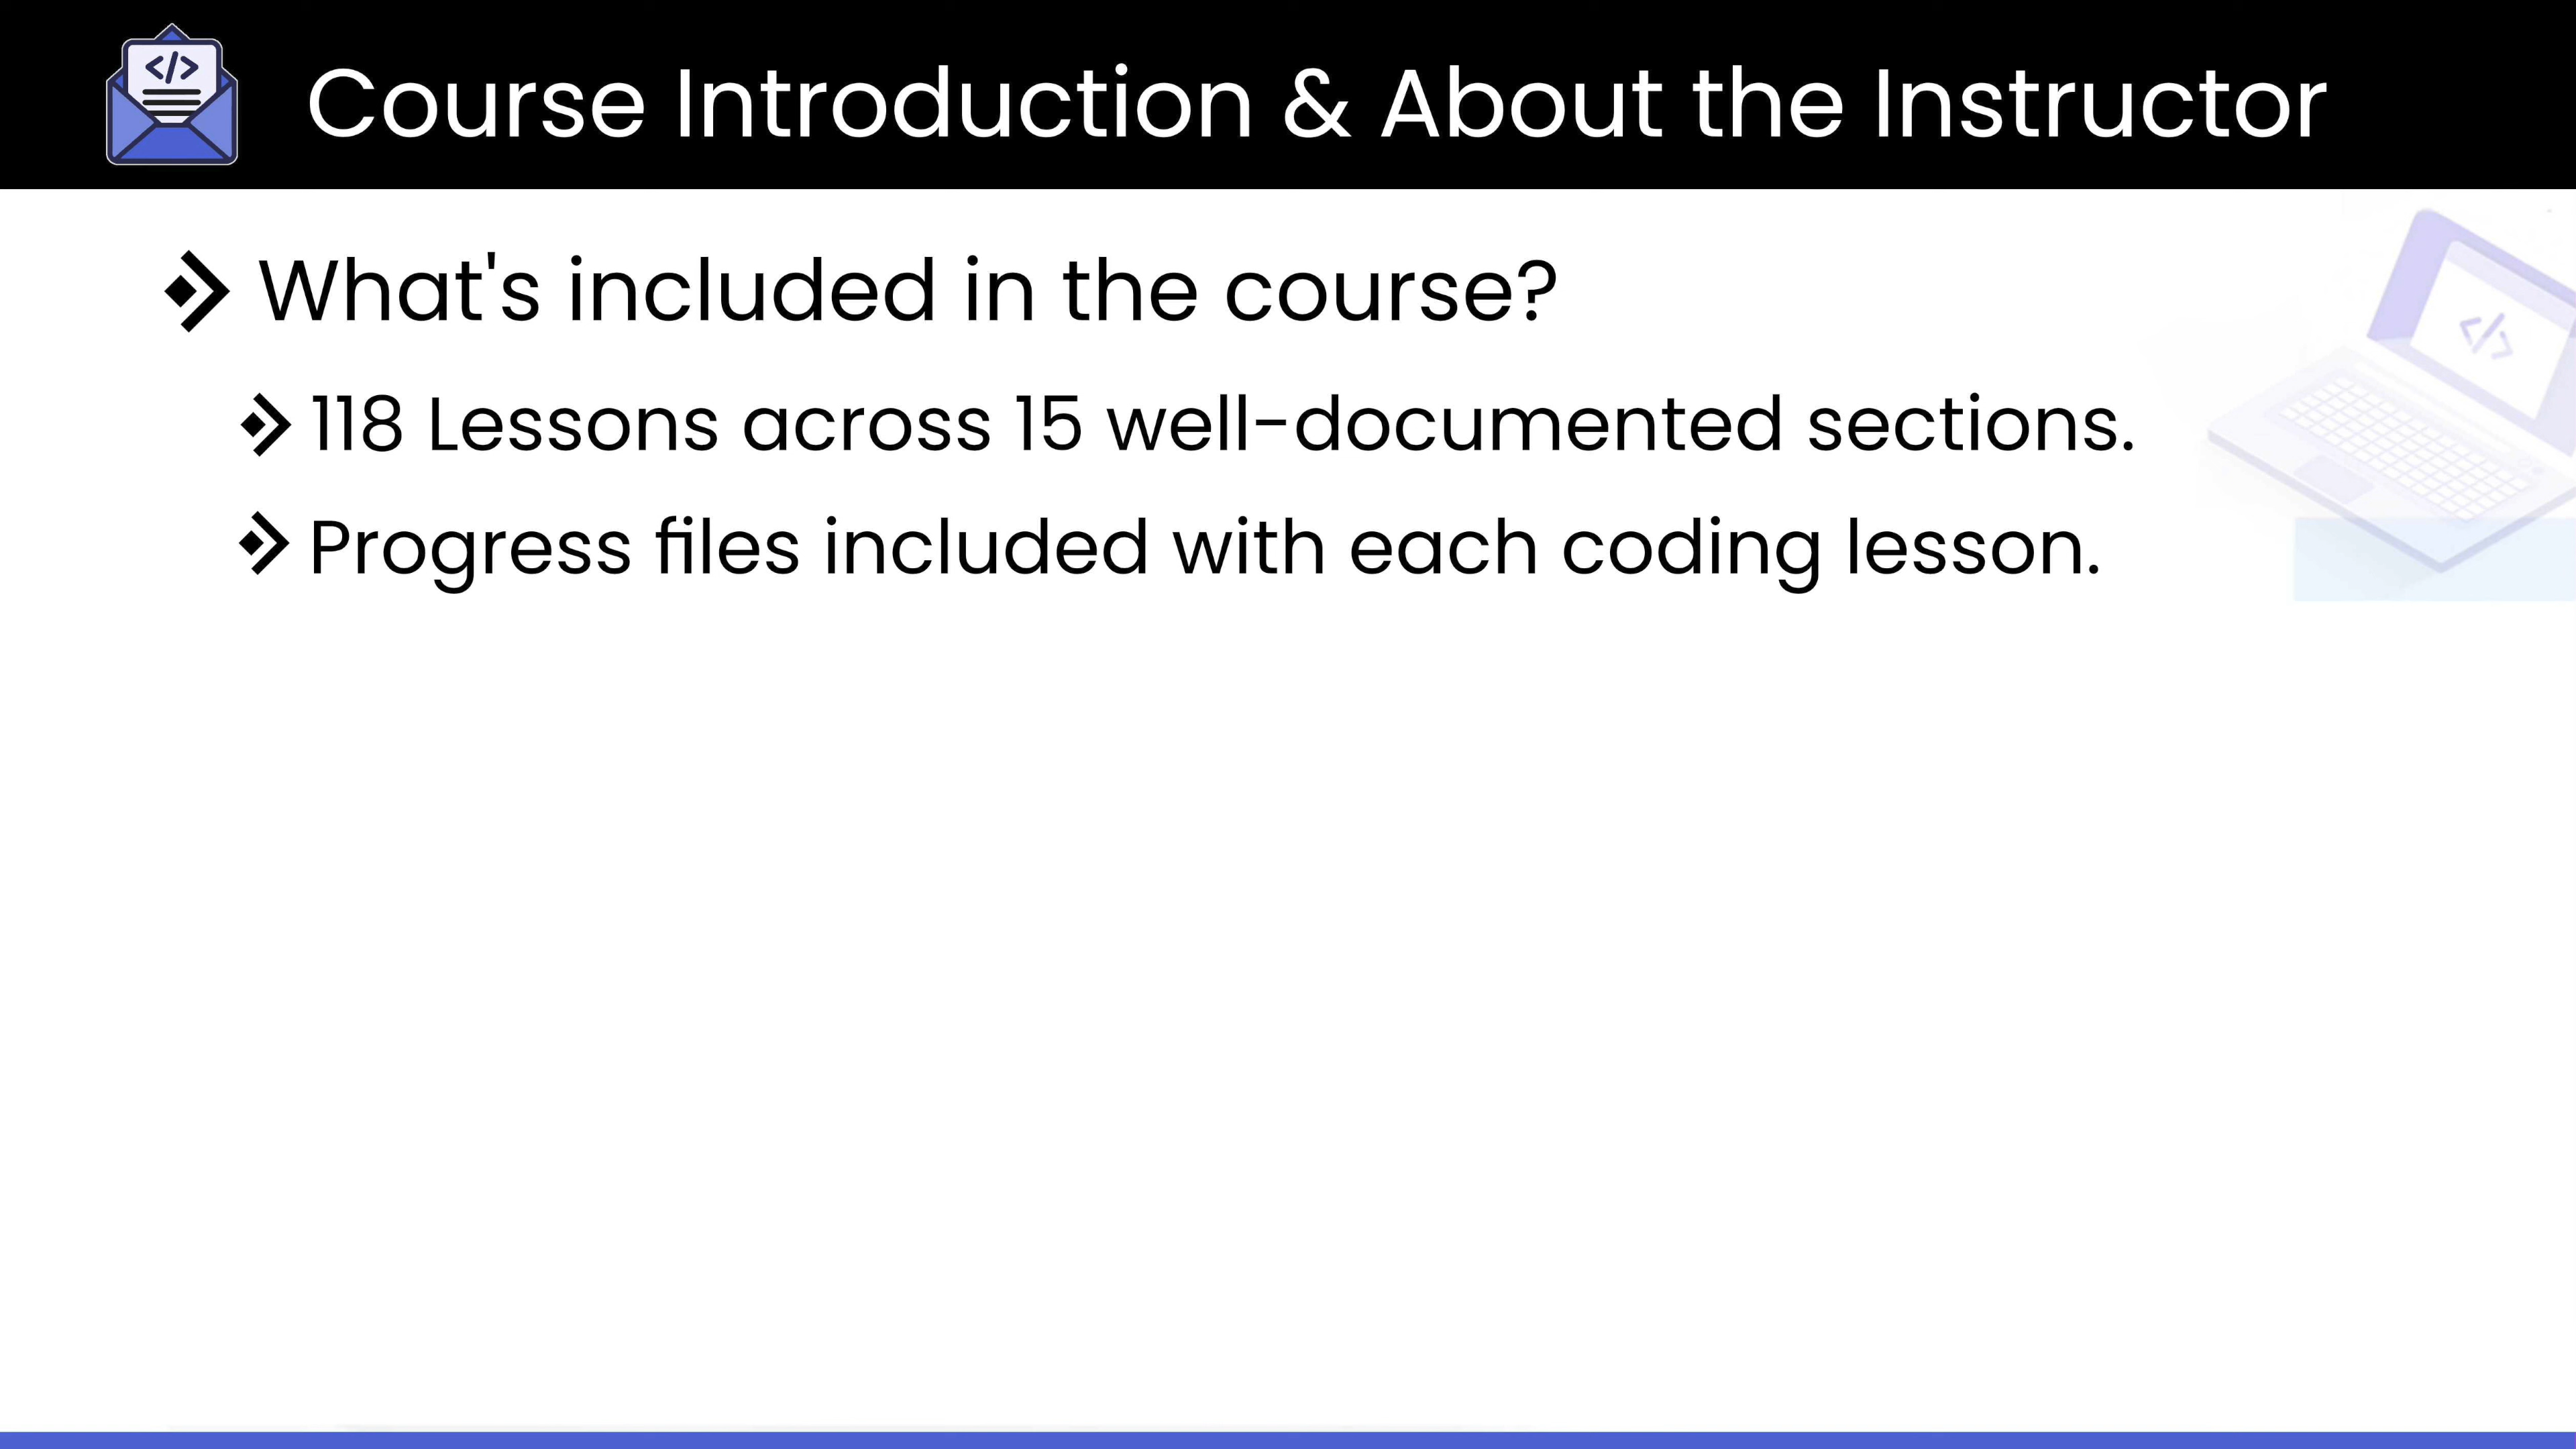 </>
Course Introduction & About the Instructor
What's included in the course?
118 Lessons across 15 well-documented sections.
</>
Progress files included with each coding lesson.